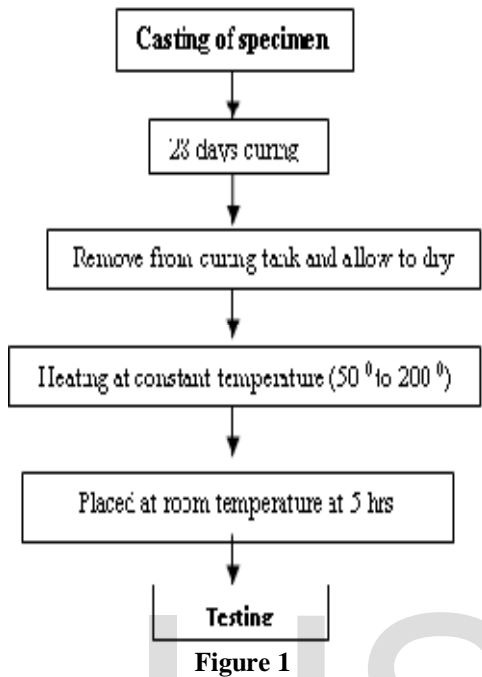 Casting of specimen
28 days curing
Remove from curing tank and allow to dry
Heating at constant temperature (50 ⁰ to 200 ⁰)
Placed at room temperature at 5 hrs
Testing
Figure 1